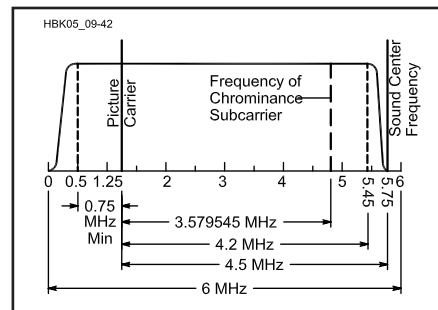 HBK05_09-42
Picture
Carrier
Frequency of
Chrominance
Subcarrier
Sound Center
Frequency
0 0.5 1.25 2 3 4 5 5.45 5.75 6
0.75
MHz
Min
3.579545 MHz
4.2 MHz
4.5 MHz
6 MHz